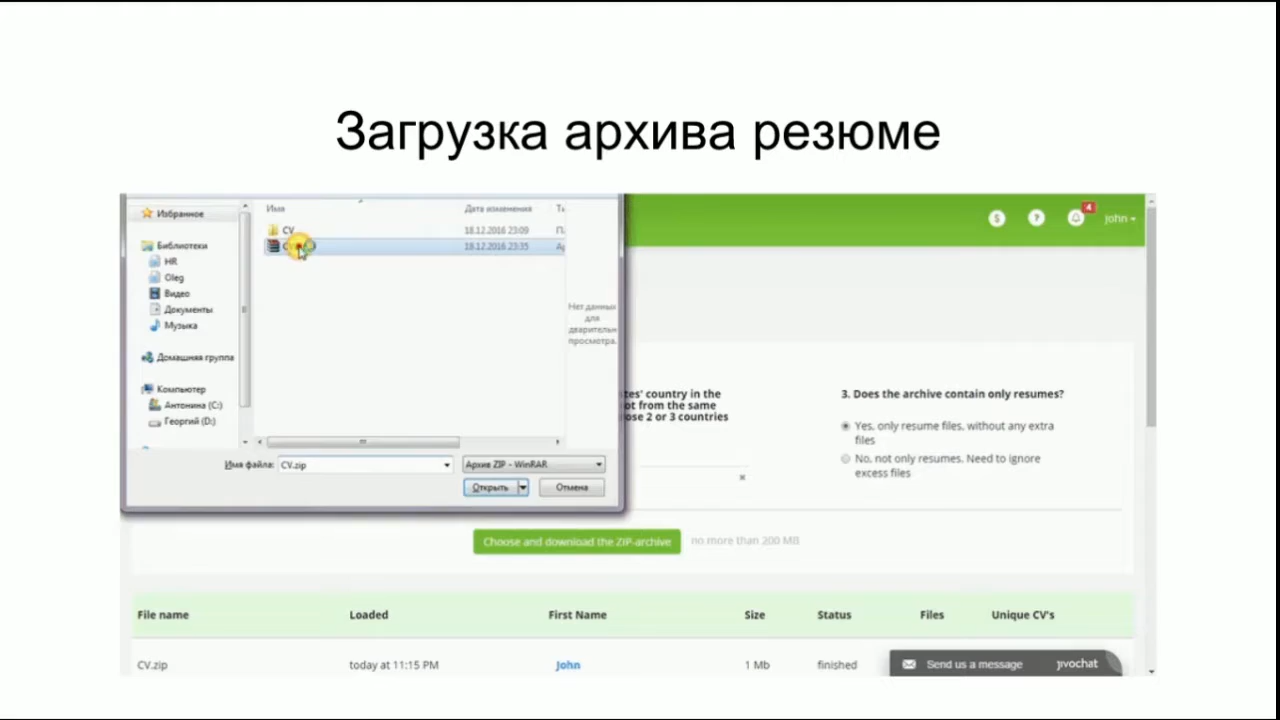 Загрузка архива резюме
Избранное
Библиотеки
HR
Oleg
Видео
Документы
Музыка
Домашняя группа
Компьютер
Антонина (C:)
Георгий (D:)
Имя
Дата изменения
CV
18.12.2016 23:09
18.12.2016 23:35
Нет данных
для
дварительн
просмотра.
Имя файла:
CV.zip
Архив ZIP - WinRAR
Открыть
Отмена
$
?
4
John
tes' country in the
ot from the same
ose 2 or 3 countries
3. Does the archive contain only resumes?
Yes, only resume files, without any extra
files
No, not only resumes. Need to ignore
excess files
Choose and download the ZIP-archive
no more than 200 MB
File name Loaded First Name Size Status Files Unique CV's
CV.zip today at 11:15 PM John 1 Mb finished
Send us a message jivochat